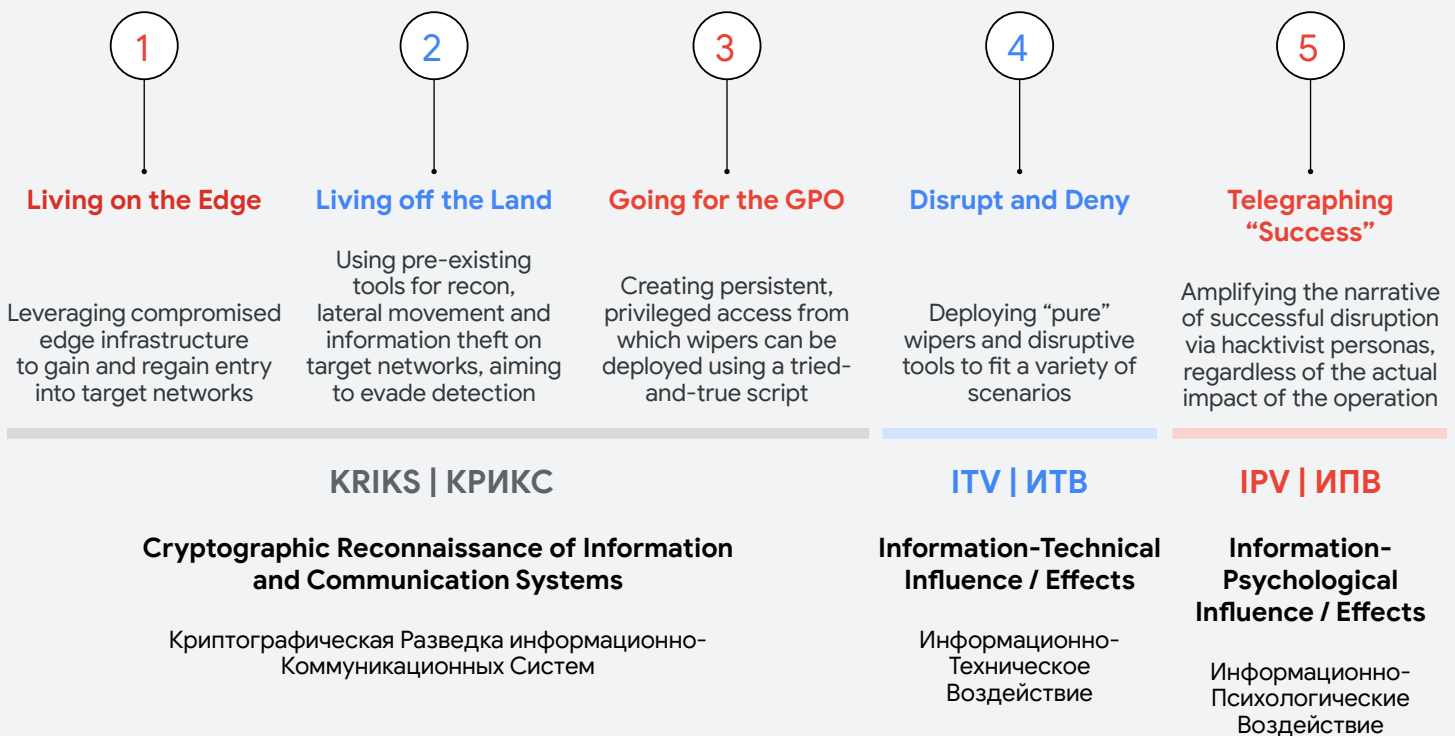 1
Living on the Edge
Leveraging compromised
edge infrastructure
to gain and regain entry
into target networks
2
Living off the Land
Using pre-existing
tools for recon,
lateral movement and
information theft on
target networks, aiming
to evade detection
3
Going for the GPO
Creating persistent,
privileged access from
which wipers can be
deployed using a tried-
and-true script
4
Disrupt and Deny
Deploying “pure”
wipers and disruptive
tools to fit a variety of
scenarios
5
Telegraphing
“Success”
Amplifying the narrative
of successful disruption
via hacktivist personas,
regardless of the actual
impact of the operation
KRIKS | КРИКС
Cryptographic Reconnaissance of Information
and Communication Systems
Криптографическая Разведка информационно-
Коммуникационных Систем
ITV | ИТВ
Information-Technical
Influence / Effects
Информационно-
Техническое
Воздействие
IPV | ИПВ
Information-
Psychological
Influence / Effects
Информационно-
Психологические
Воздействие